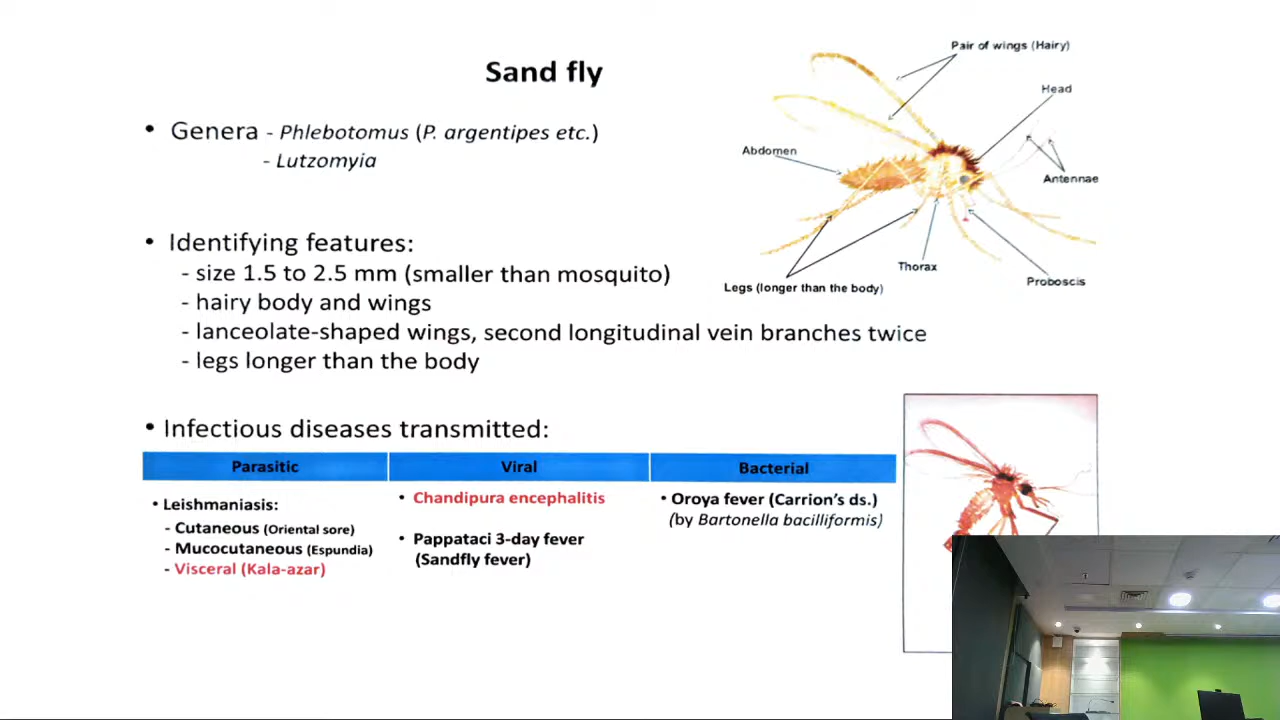 Sand fly
• Genera - Phlebotomus (P. argentipes etc.)
- Lutzomyia
• Identifying features:
- size 1.5 to 2.5 mm (smaller than mosquito)
- hairy body and wings
- lanceolate-shaped wings, second longitudinal vein branches twice
- legs longer than the body
Pair of wings (Hairy)
Head
Abdomen
Antennae
Thorax
Legs (longer than the body)
Proboscis
• Infectious diseases transmitted:
Parasitic
Viral
Bacterial
• Leishmaniasis:
- Cutaneous (Oriental sore)
- Mucocutaneous (Espundia)
- Visceral (Kala-azar)
• Chandipura encephalitis
• Pappataci 3-day fever
(Sandfly fever)
• Oroya fever (Carrion's ds.)
(by Bartonella bacilliformis)